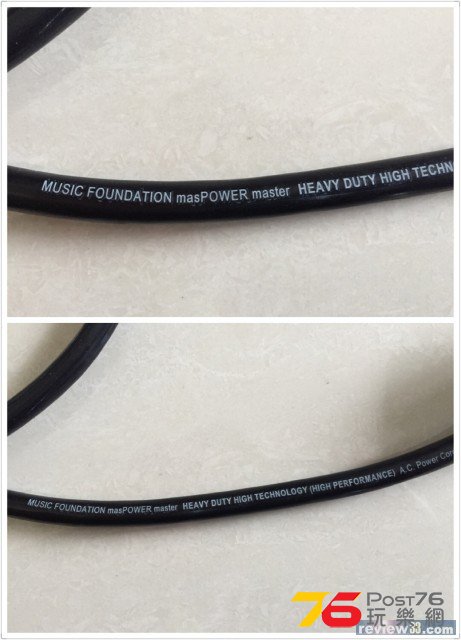 MUSIC FOUNDATION masPOWER master HEAVY DUTY HIGH TECHN
MUSIC FOUNDATION masPOWER master HEAVY DUTY HIGH TECHNOLOGY (HIGH PERFORMANCE) A.C. Power Cor
76 POST76
玩樂網
review33.com